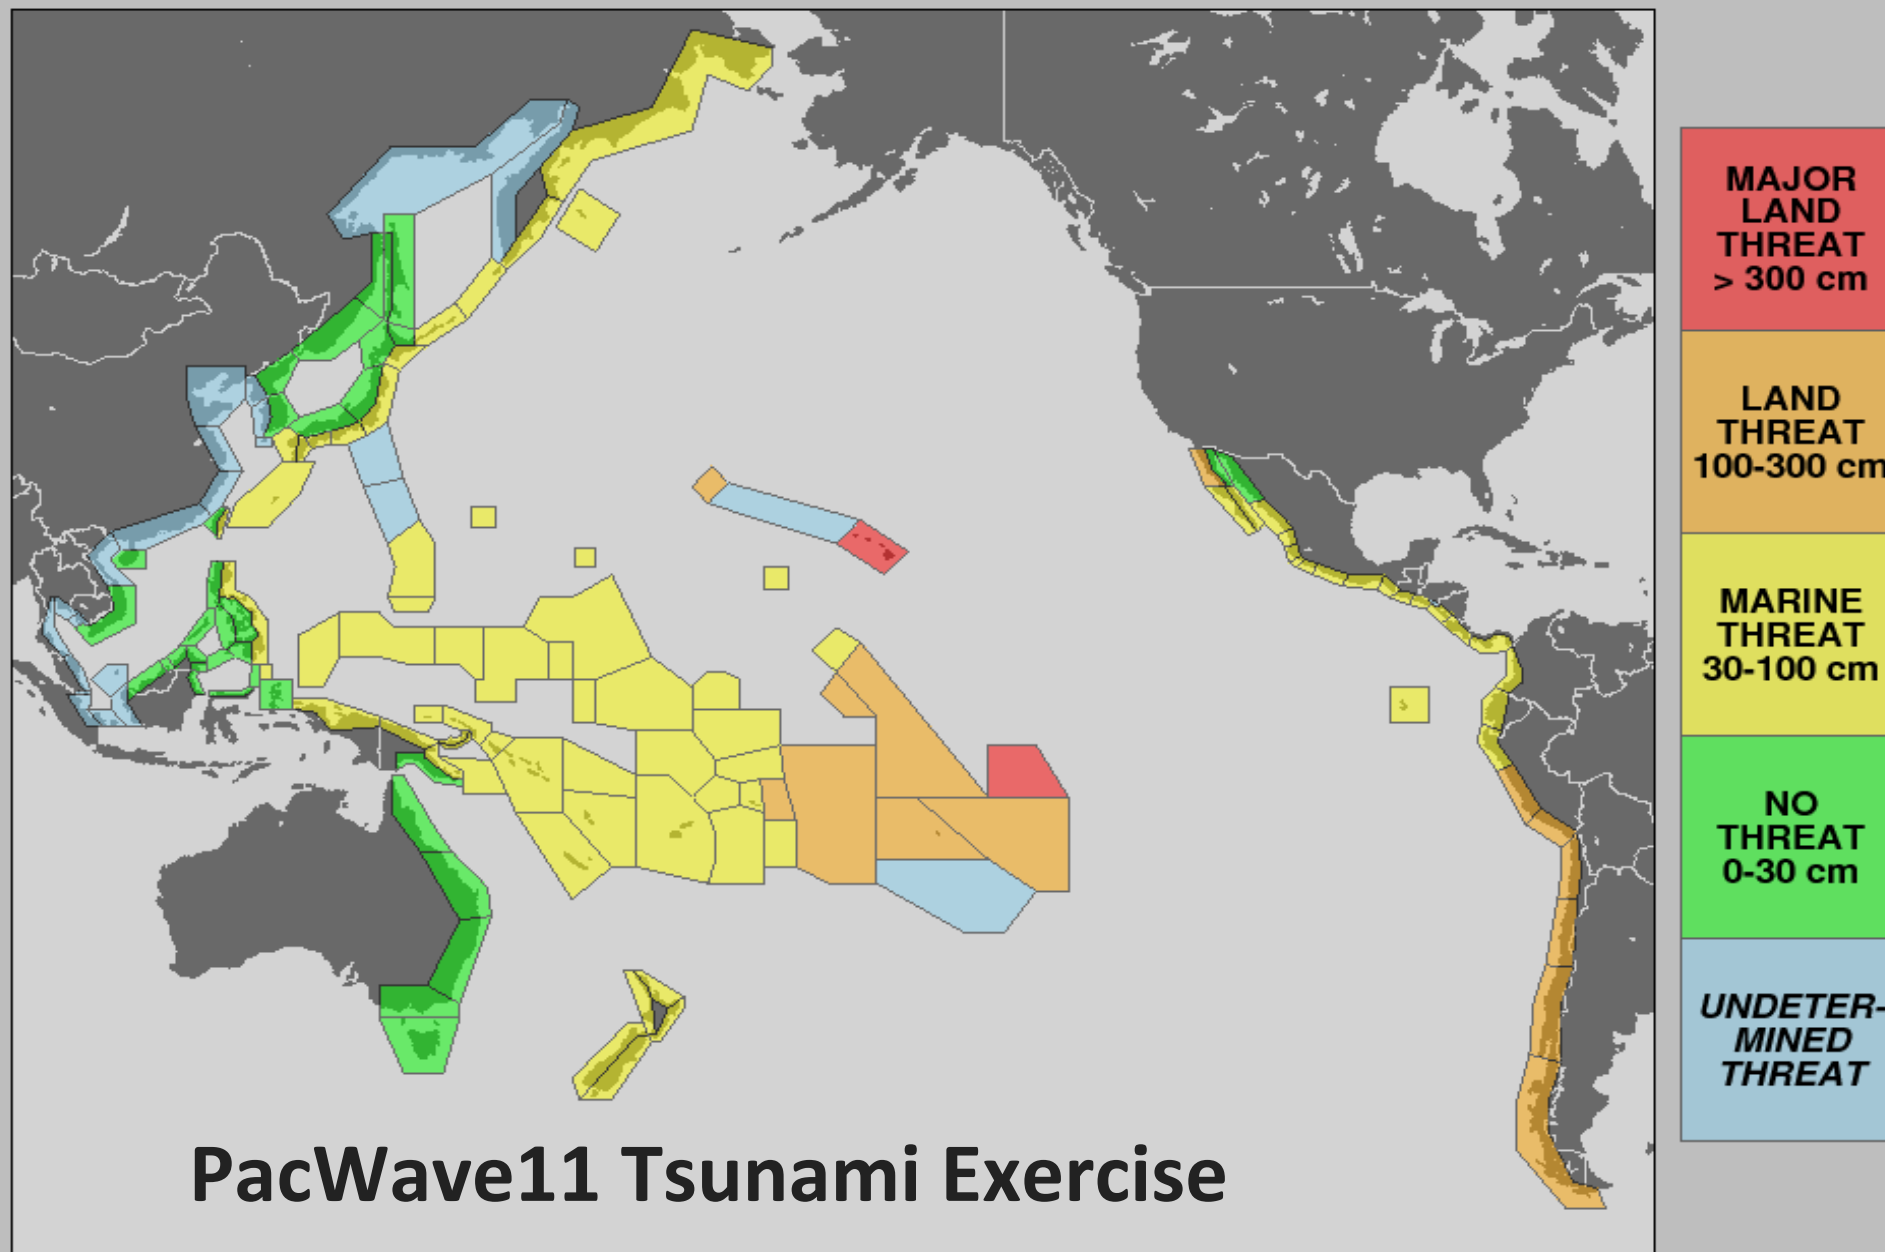 MAJOR
LAND
THREAT
> 300 cm
LAND
THREAT
100-300 cm
MARINE
THREAT
30-100 cm
NO
THREAT
0-30 cm
UNDETER-
MINED
THREAT
PacWave11 Tsunami Exercise